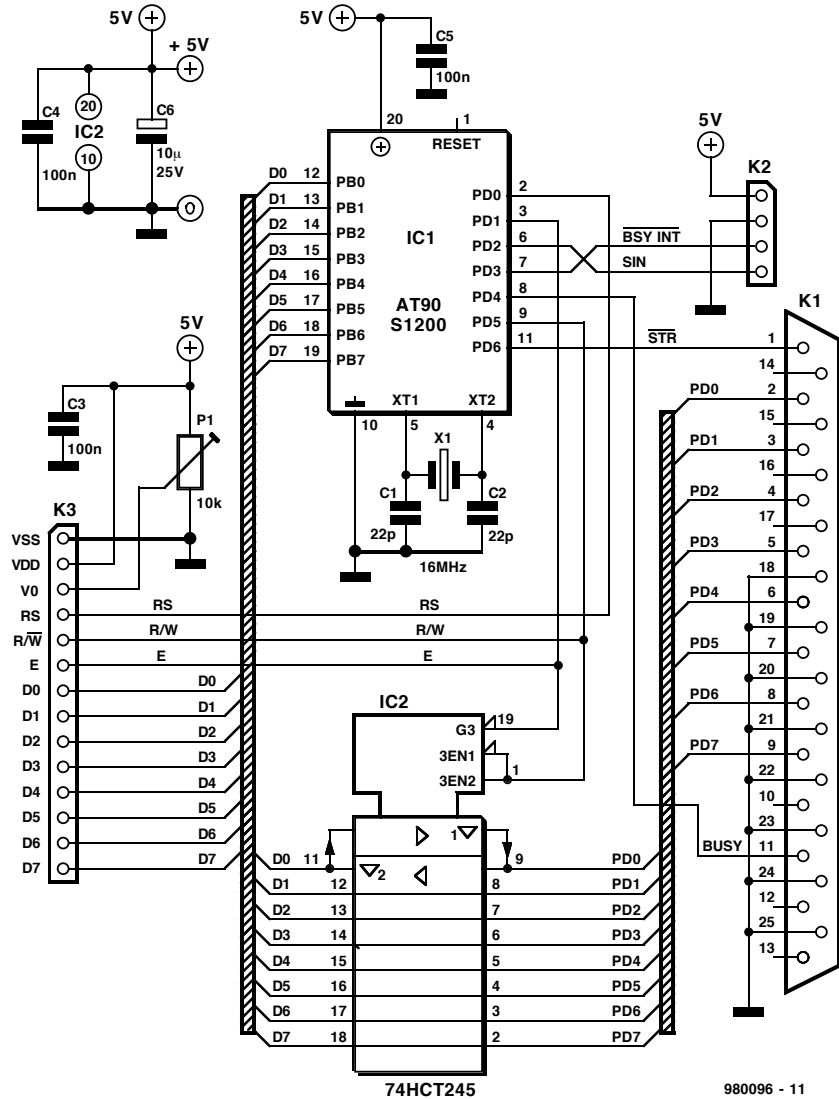 5V
+ 5V
C4
100n
20
IC2
10
C6
10µ
25V
0
5V
C5
100n
20
1
RESET
D0 12 PB0
D1 13 PB1
D2 14 PB2
D3 15 PB3
D4 16 PB4
D5 17 PB5
D6 18 PB6
D7 19 PB7
IC1
AT90
S1200
PD0 2
PD1 3
PD2 6
PD3 7
PD4 8
PD5 9
PD6 11
BSY INT
SIN
STR
5V
K2
XT1
XT2
10
5
4
X1
C1
22p
C2
22p
16MHz
5V
C3
100n
P1
10k
K3
VSS
VDD
V0
RS RS RS
R/W R/W R/W
E E E
D0 D0
D1 D1
D2 D2
D3 D3
D4 D4
D5 D5
D6 D6
D7 D7
IC2
G3 19
3EN1
3EN2 1
1
2
D0 11 9 PD0
D1 12 8 PD1
D2 13 7 PD2
D3 14 6 PD3
D4 15 5 PD4
D5 16 4 PD5
D6 17 3 PD6
D7 18 2 PD7
74HCT245
K1
1
14
PD0 2
15
PD1 3
16
PD2 4
17
PD3 5
18
PD4 6
19
PD5 7
20
PD6 8
21
PD7 9
22
10
23
BUSY 11
24
12
25
13
980096 - 11